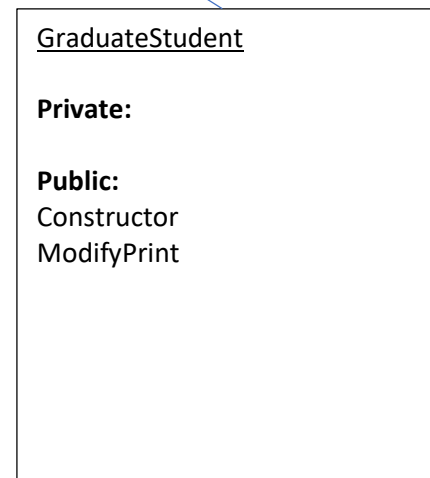 GraduateStudent
Private:
Public:
Constructor
ModifyPrint